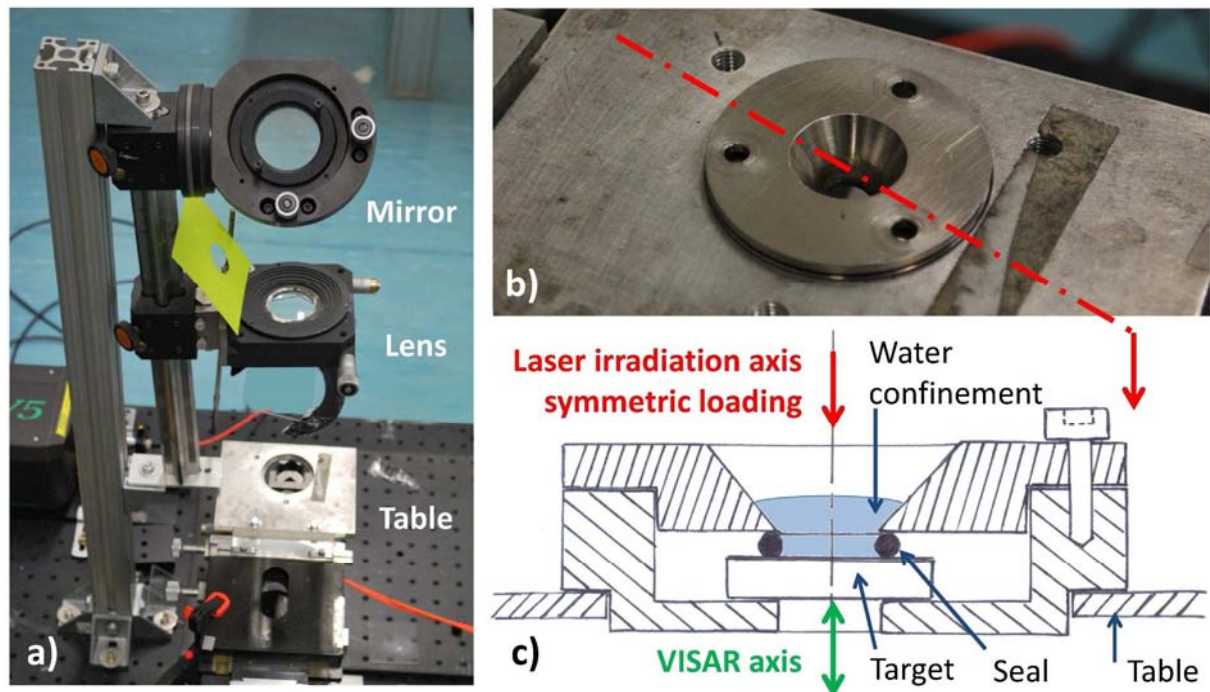 Mirror
Lens
Table
a)
b)
Laser irradiation axis
symmetric loading
Water
confinement
VISAR axis
Target
Seal
Table
c)